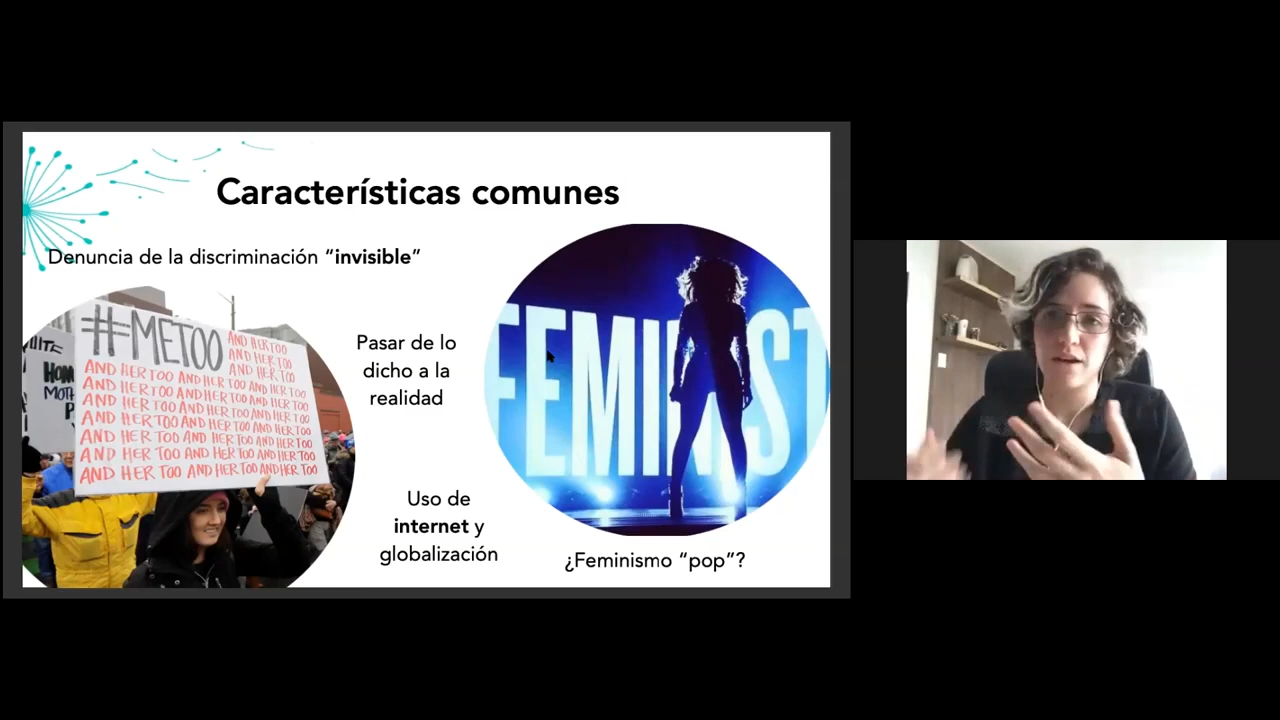 Características comunes
Denuncia de la discriminación “invisible”
#METOO
AND HER TOO
AND HER TOO
AND HER TOO
AND HER TOO AND HER TOO AND HER TOO
AND HER TOO AND HER TOO AND HER TOO
AND HER TOO AND HER TOO AND HER TOO
AND HER TOO AND HER TOO AND HER TOO
AND HER TOO AND HER TOO AND HER TOO
AND HER TOO AND HER TOO AND HER TOO
AND HER TOO AND HER TOO AND HER TOO
Pasar de lo
dicho a la
realidad
Uso de
internet y
globalización
FEMINIST
¿Feminismo “pop”?